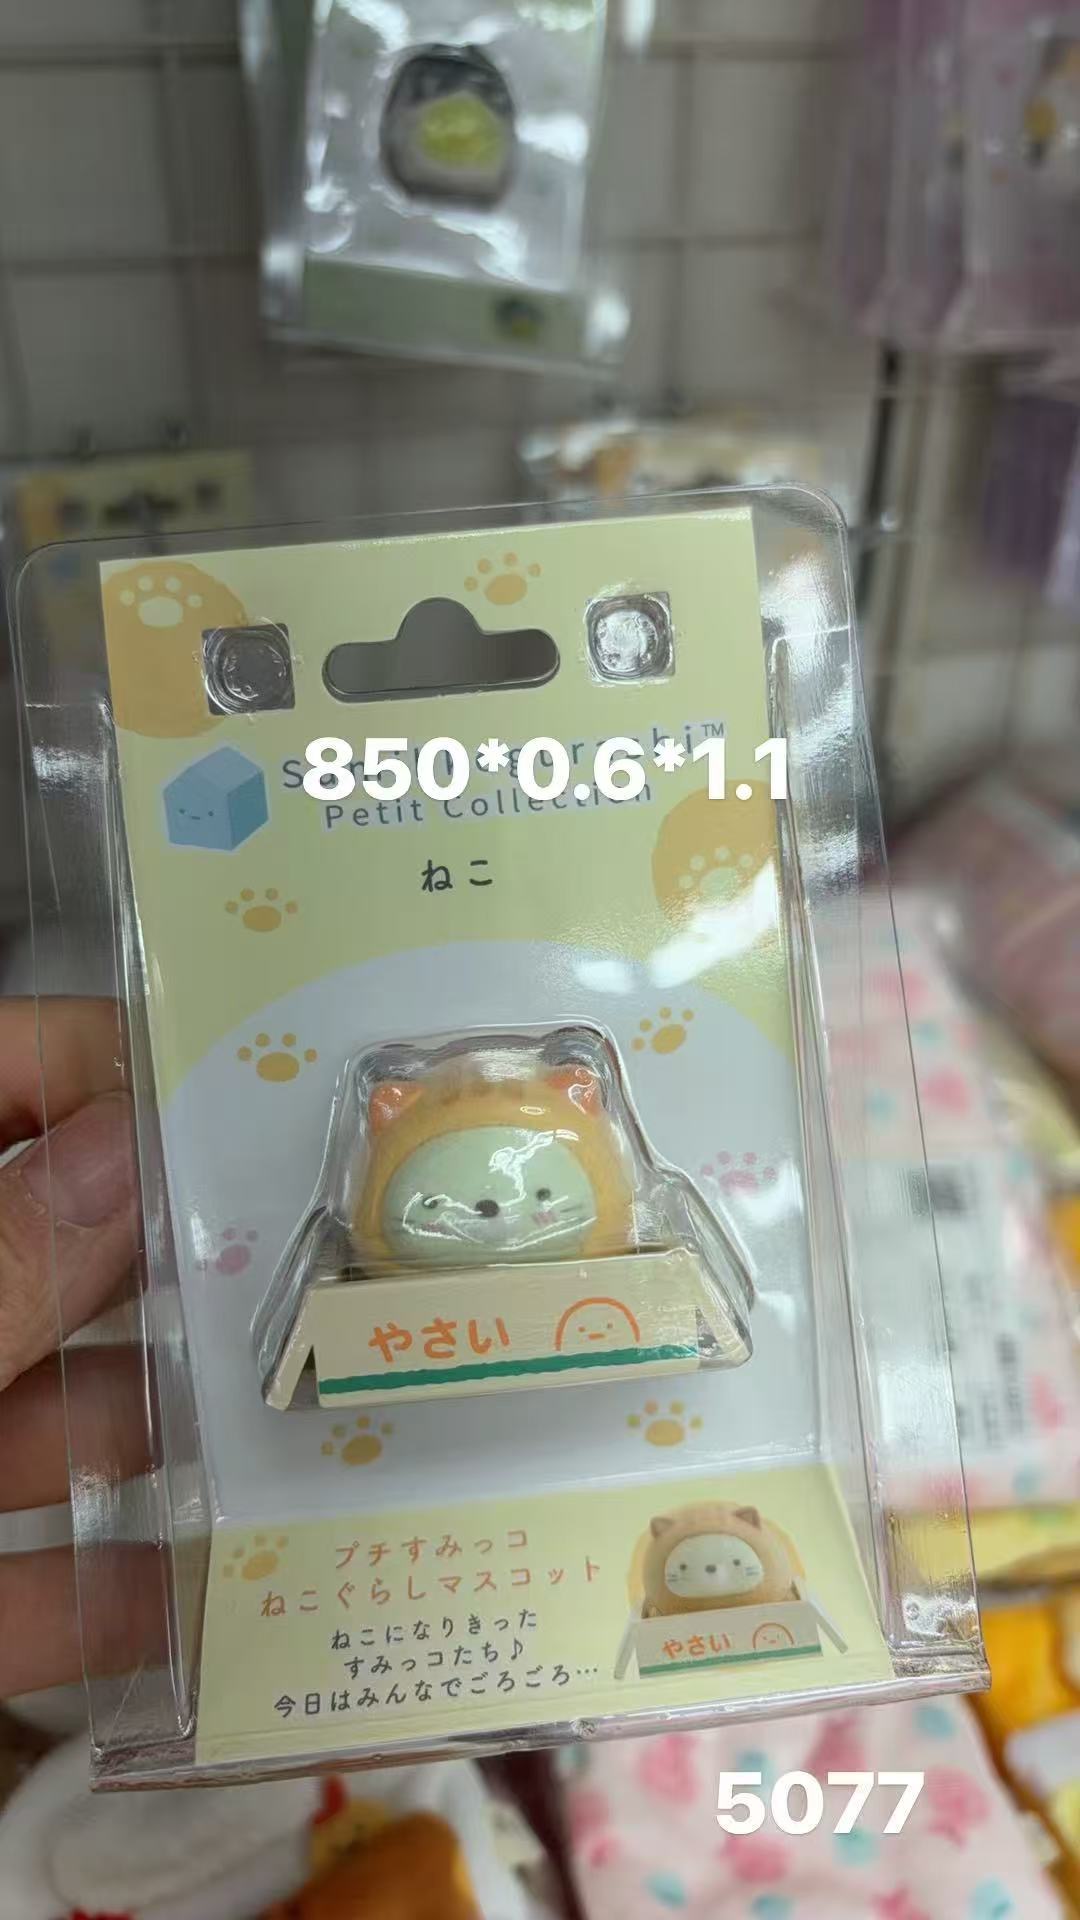 Sumikkogurashi™
850*0.6*1.1
Petit Collection
ねこ
やさい
プチすみっコ
ねこぐらしマスコット
ねこになりきった
すみっコたち♪
今日はみんなでごろごろ…
やさい
5077